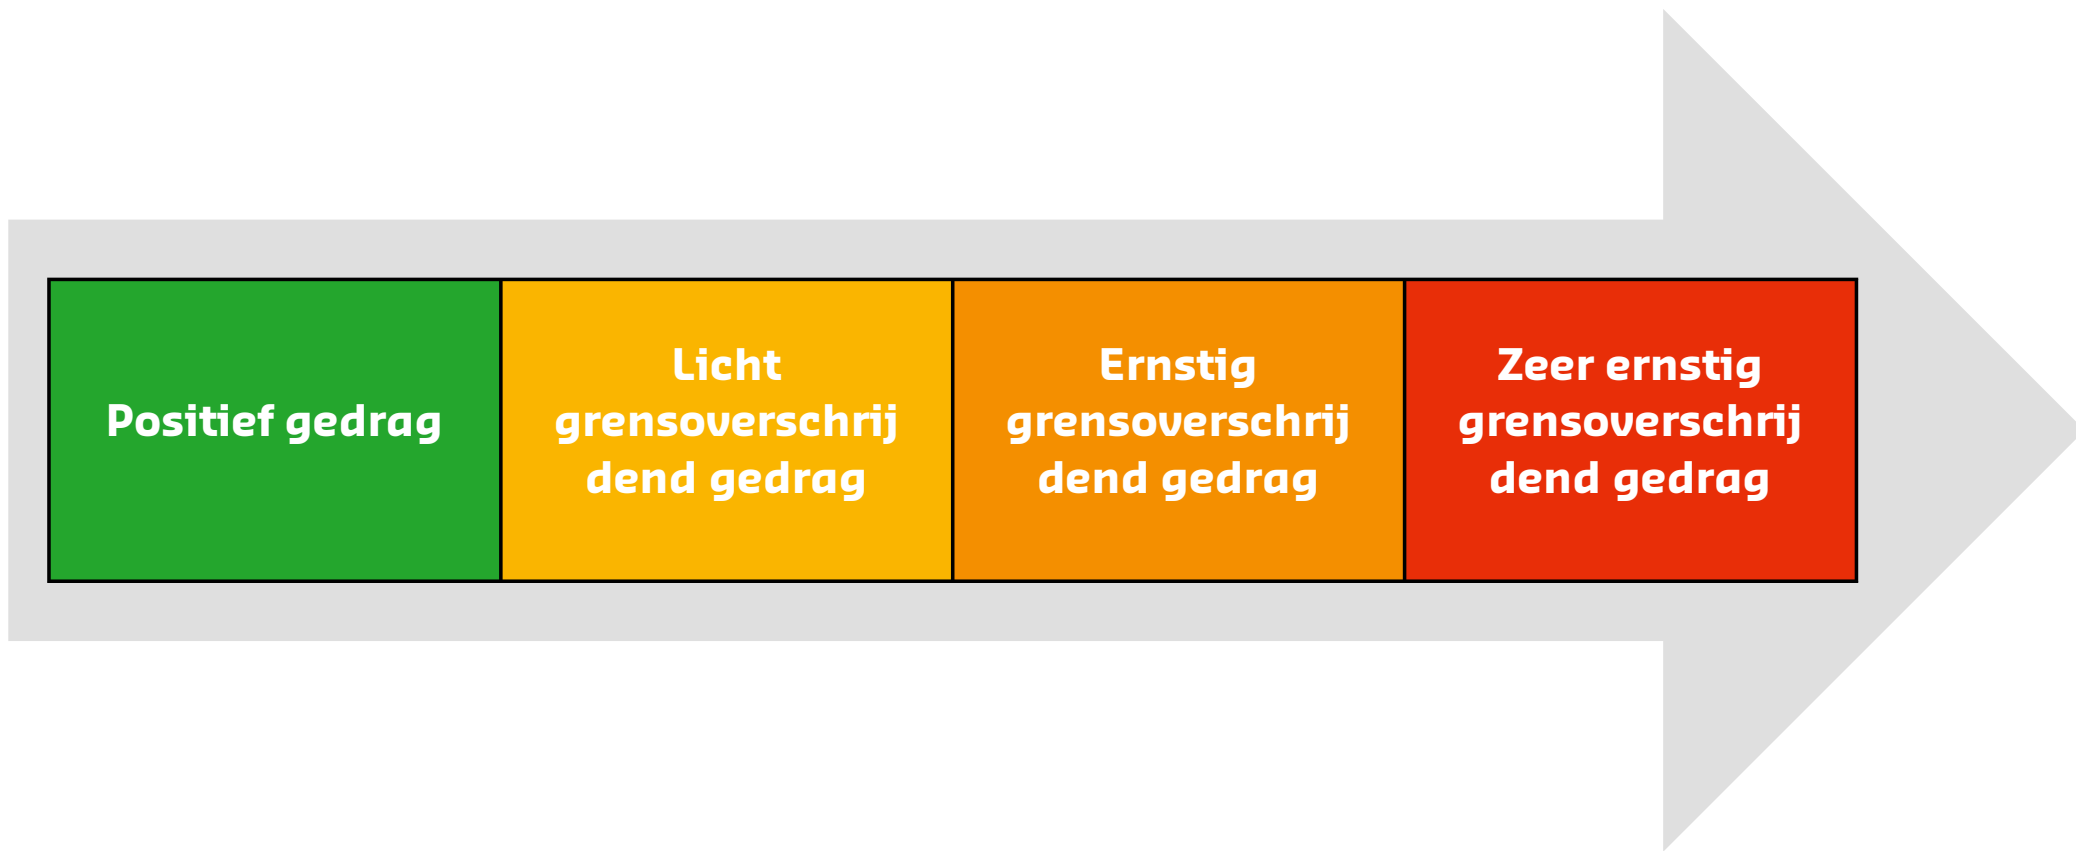 Positief gedrag
Licht
grensoverschrij
dend gedrag
Ernstig
grensoverschrij
dend gedrag
Zeer ernstig
grensoverschrij
dend gedrag